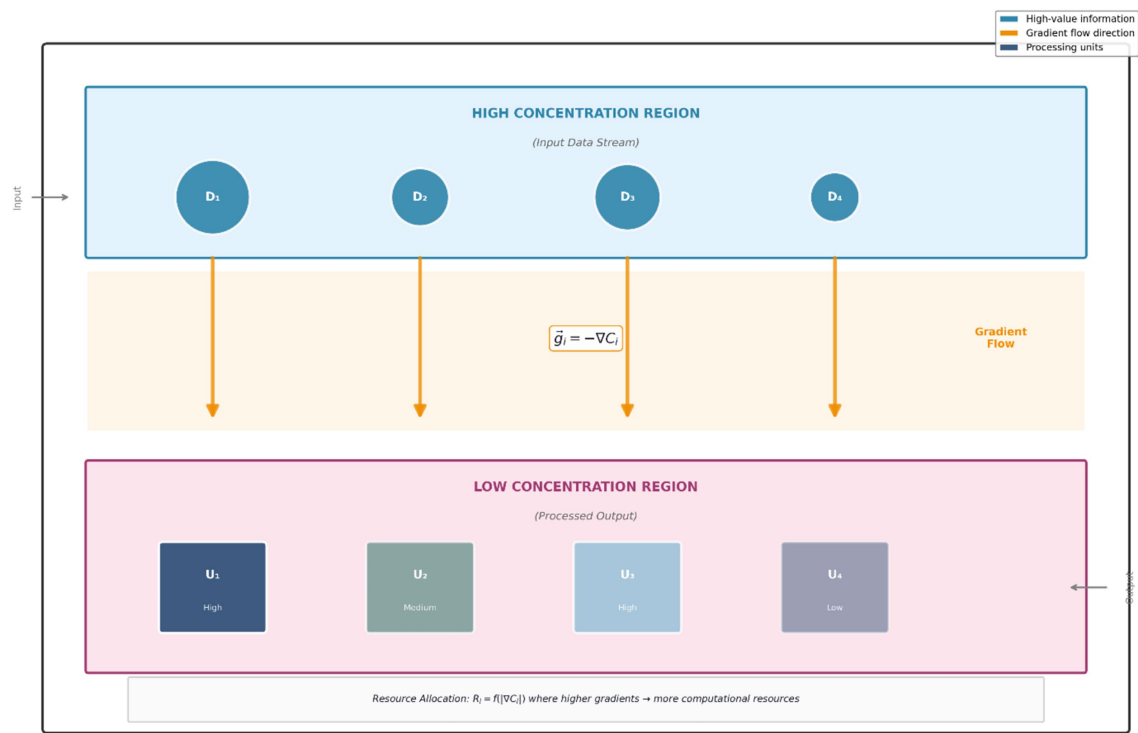 High-value information
Gradient flow direction
Processing units
HIGH CONCENTRATION REGION
(Input Data Stream)
Input
D₁ D₂ D₃ D₄
g⃗ᵢ = −∇Cᵢ
Gradient
Flow
LOW CONCENTRATION REGION
(Processed Output)
U₁ U₂ U₃ U₄
High Medium High Low
Output
Resource Allocation: Rᵢ = f(|∇Cᵢ|) where higher gradients → more computational resources